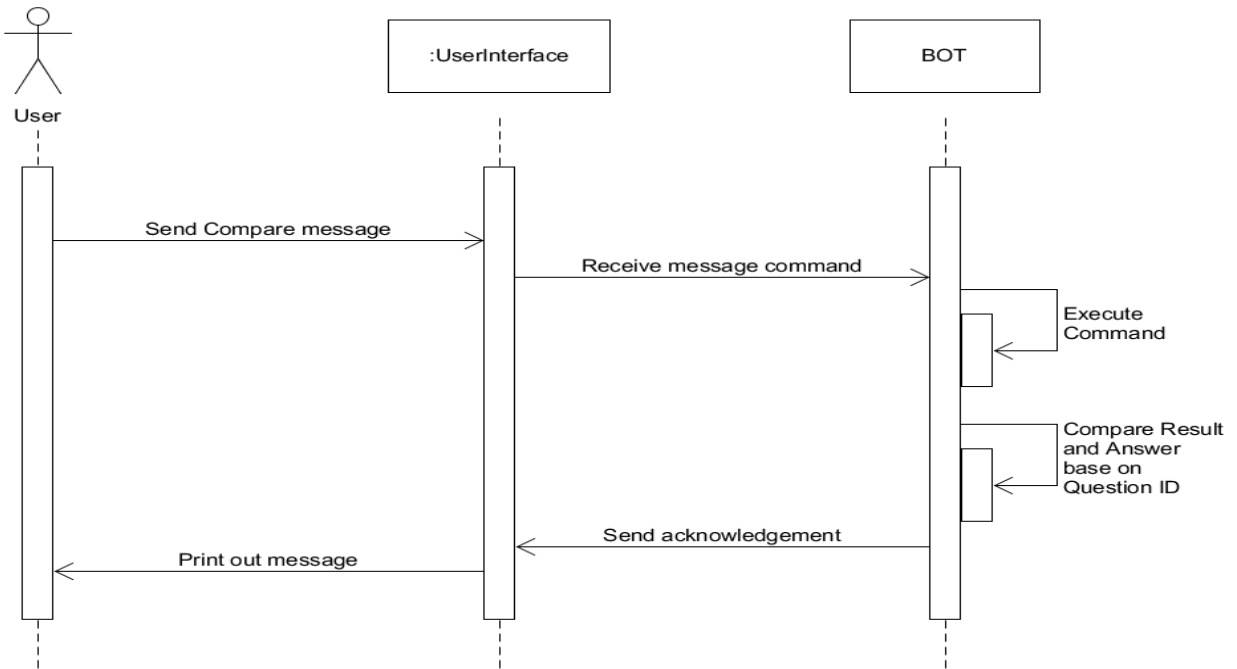 :UserInterface
BOT
User
Send Compare message
Receive message command
Execute
Command
Compare Result
and Answer
base on
Question ID
Send acknowledgement
Print out message